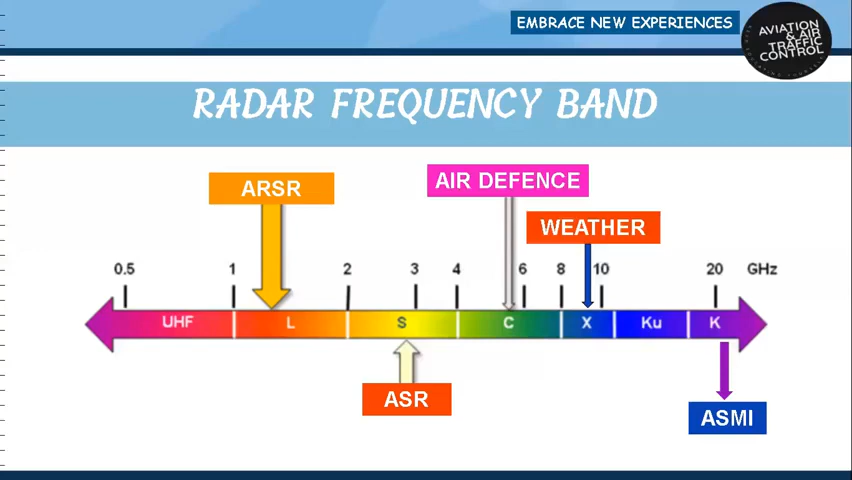 EMBRACE NEW EXPERIENCES
AVIATION
& AIR
TRAFFIC
CONTROL
RADAR FREQUENCY BAND
ARSR
AIR DEFENCE
WEATHER
0.5 1 2 3 4 6 8 10 20 GHz
UHF L S C X Ku K
ASR
ASMI